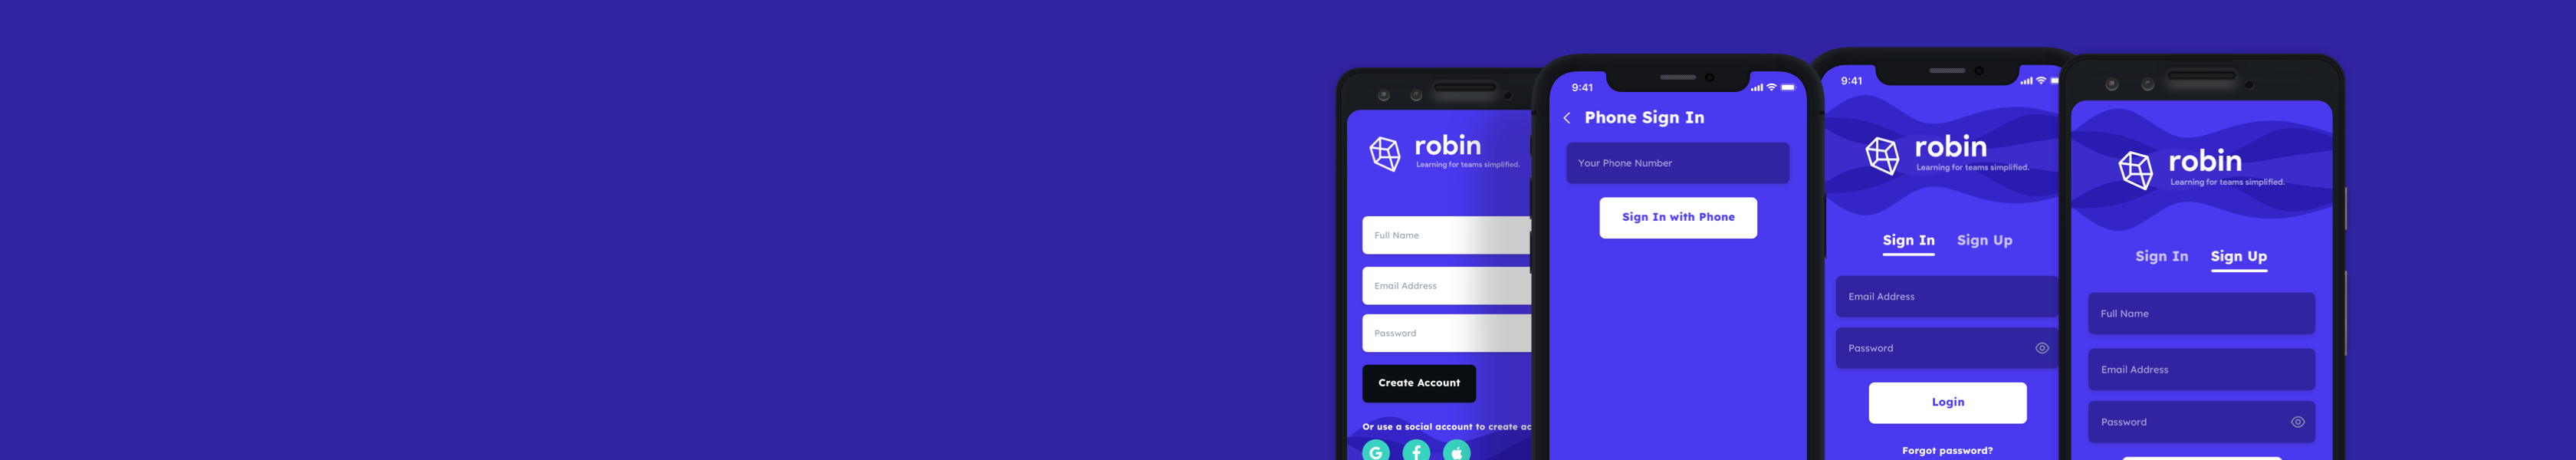 robin
Learning for teams simplified.
Full Name
Email Address
Password
Create Account
Or use a social account to create
G f
9:41
Phone Sign In
Your Phone Number
Sign In with Phone
9:41
robin
Learning for teams simplified.
Sign In Sign Up
Email Address
Password
Login
Forgot password?
robin
Learning for teams simplified.
Sign In Sign Up
Full Name
Email Address
Password